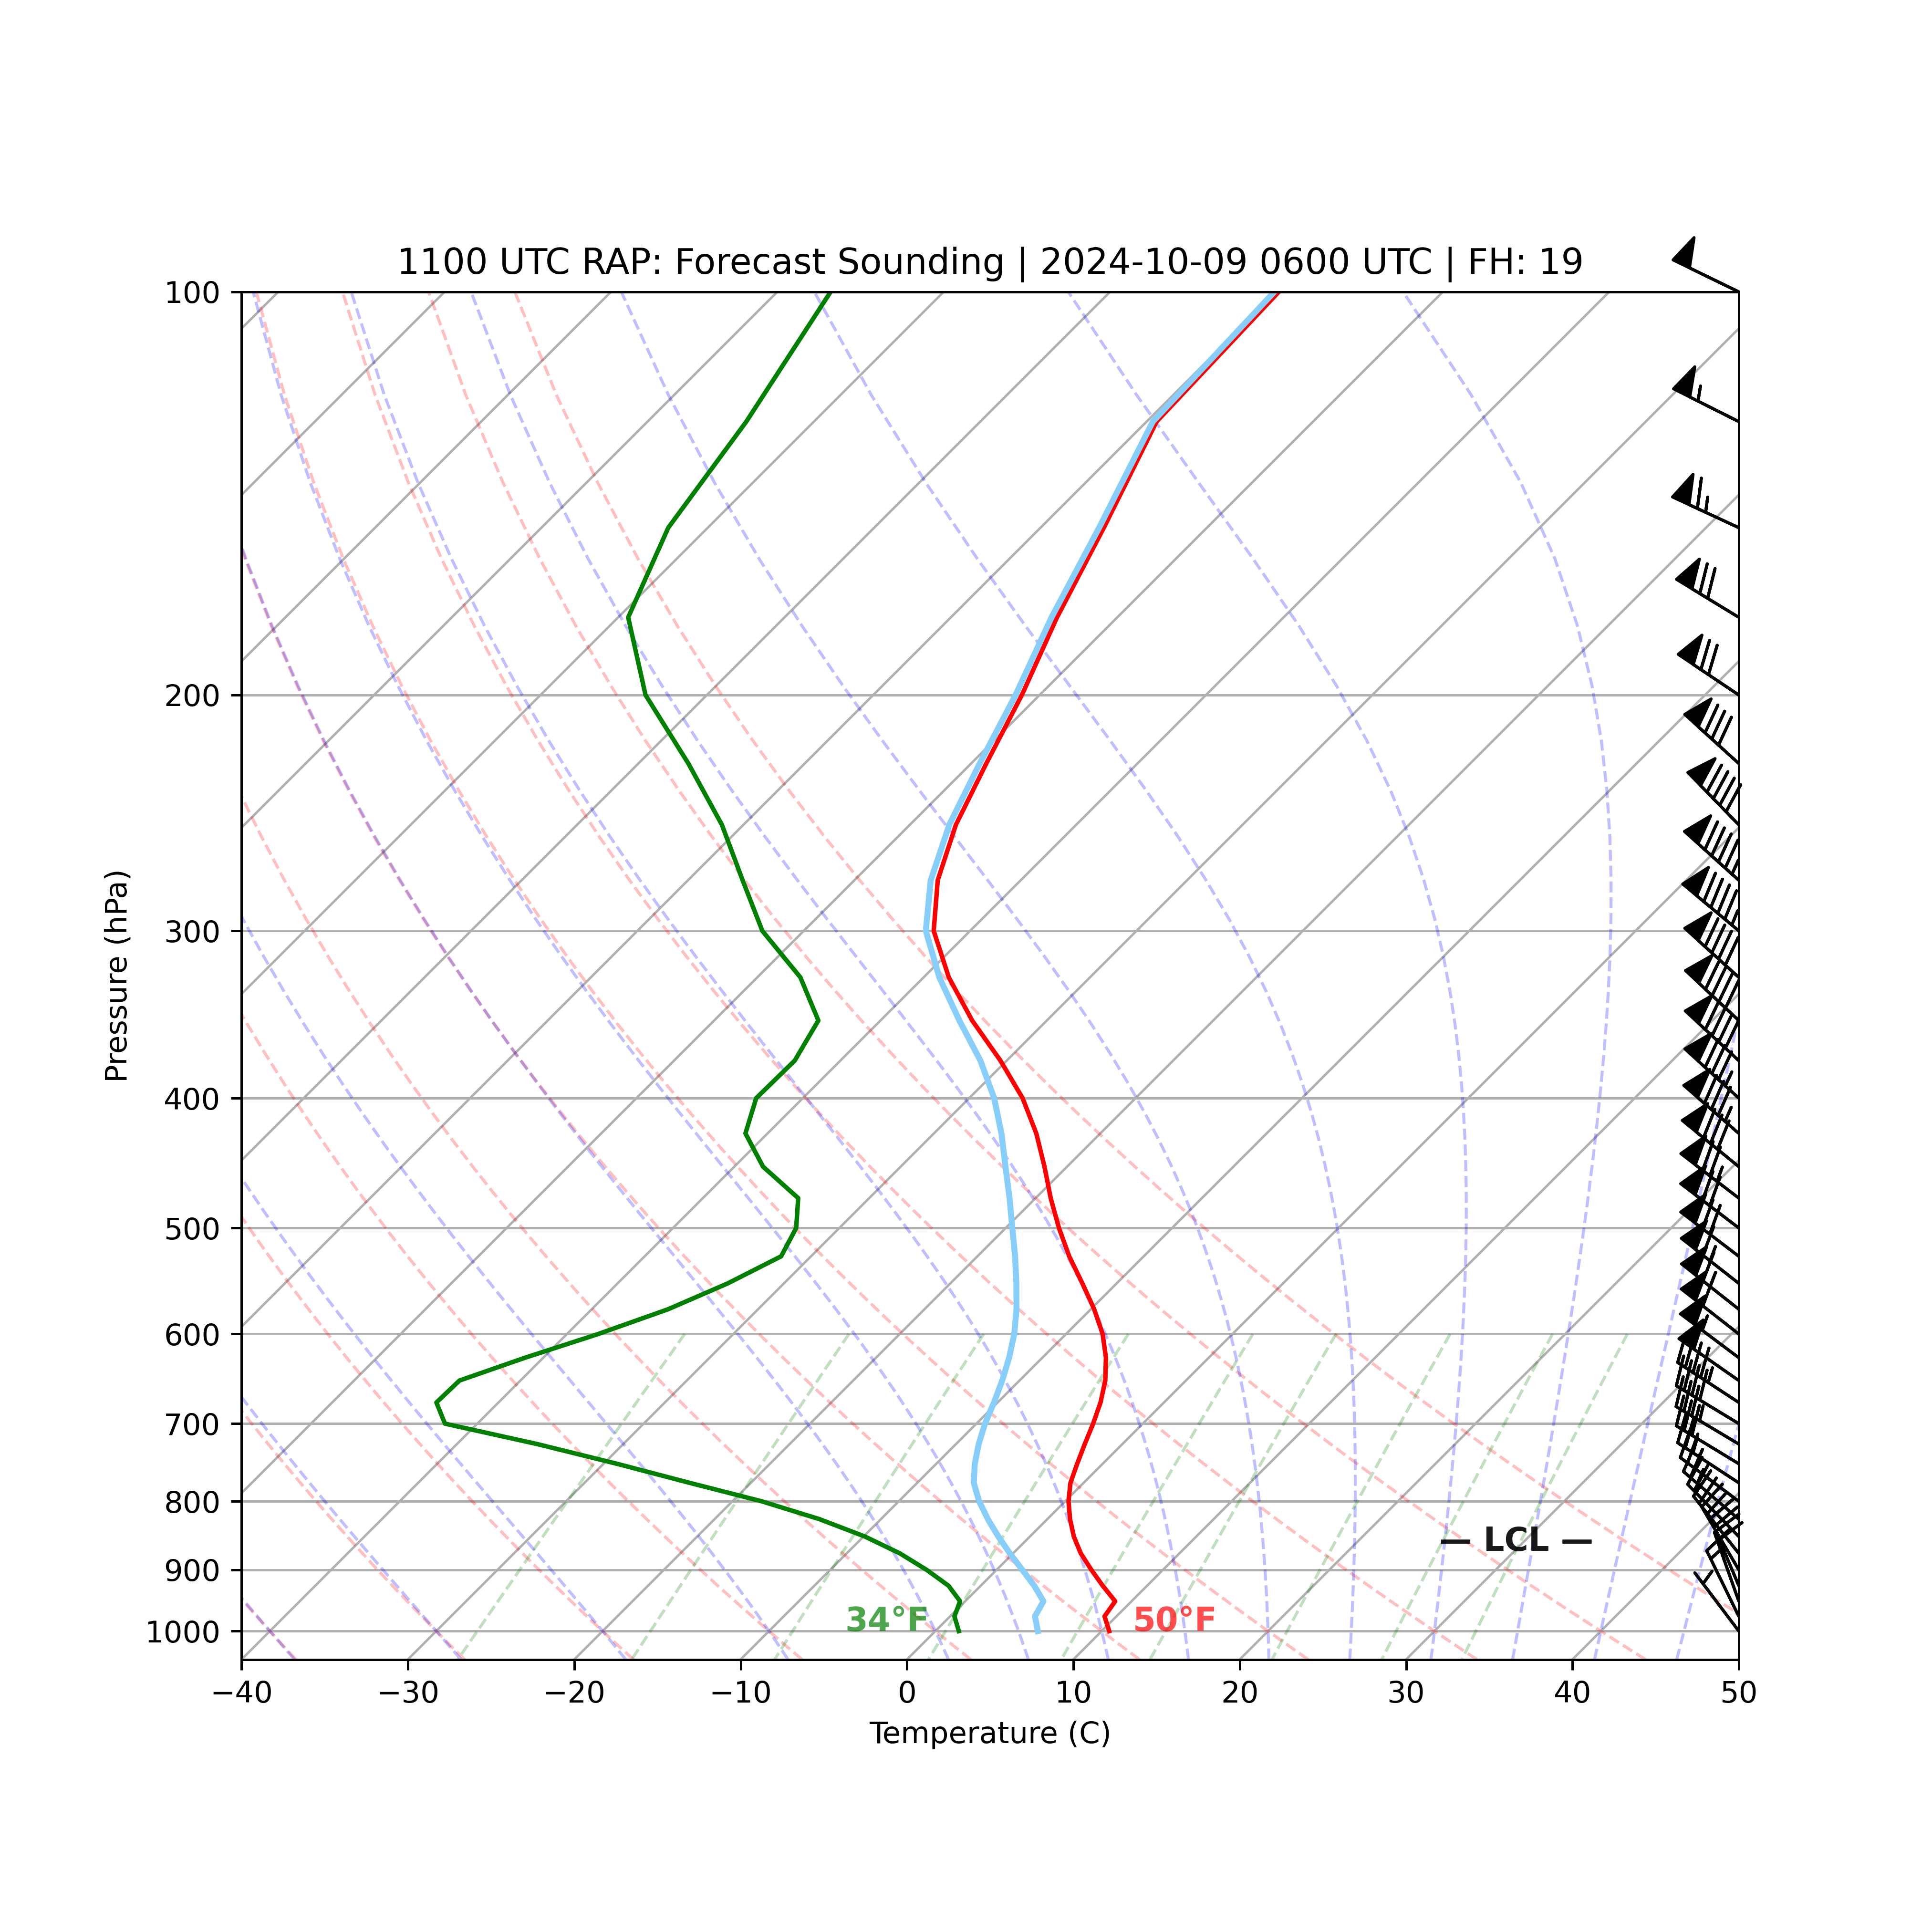 1100 UTC RAP: Forecast Sounding | 2024-10-09 0600 UTC | FH: 19
100
200
300
400
500
600
700
800
900
1000
Pressure (hPa)
— LCL —
34°F
50°F
−40 −30 −20 −10 0 10 20 30 40 50
Temperature (C)